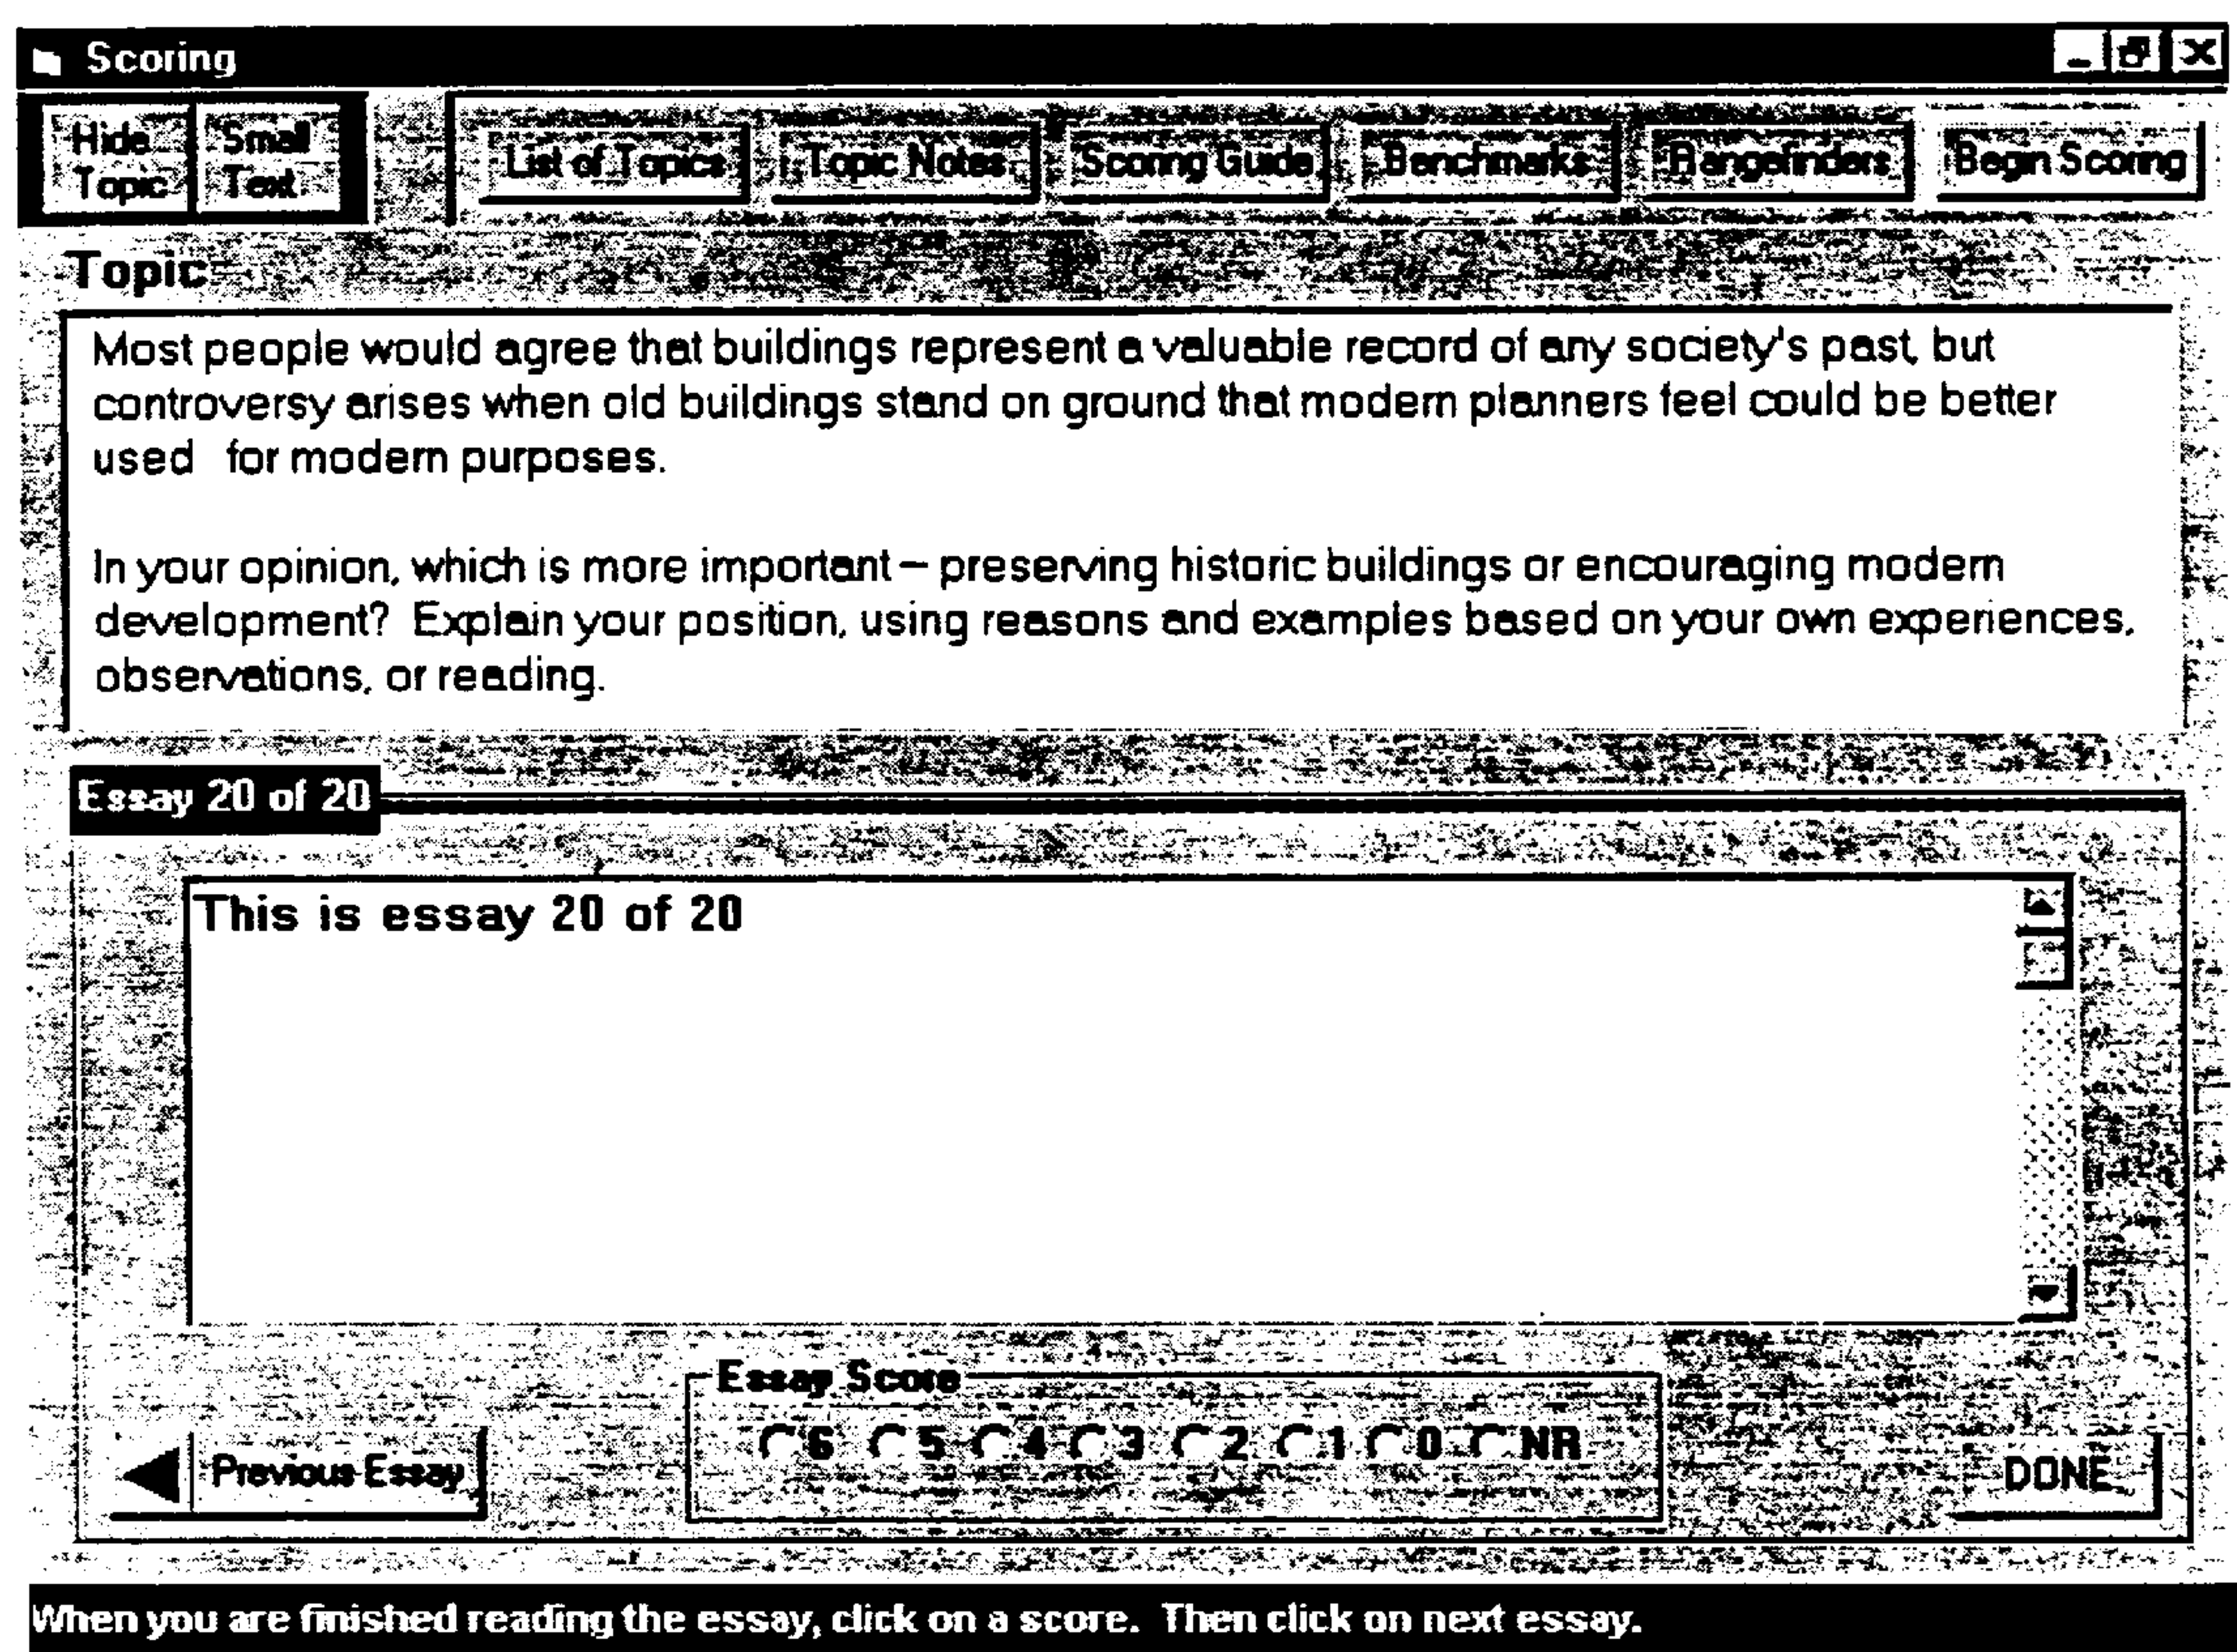 Scoring
Hide Topic
Small Text
List of Topics
Topic Notes
Scoring Guide
Benchmarks
Rangefinders
Begin Scoring
Topic
Most people would agree that buildings represent a valuable record of any society's past, but
controversy arises when old buildings stand on ground that modern planners feel could be better
used for modern purposes.
In your opinion, which is more important – preserving historic buildings or encouraging modern
development? Explain your position, using reasons and examples based on your own experiences,
observations, or reading.
Essay 20 of 20
This is essay 20 of 20
Essay Score
6 5 4 3 2 1 0 NR
Previous Essay
DONE
When you are finished reading the essay, click on a score. Then click on next essay.